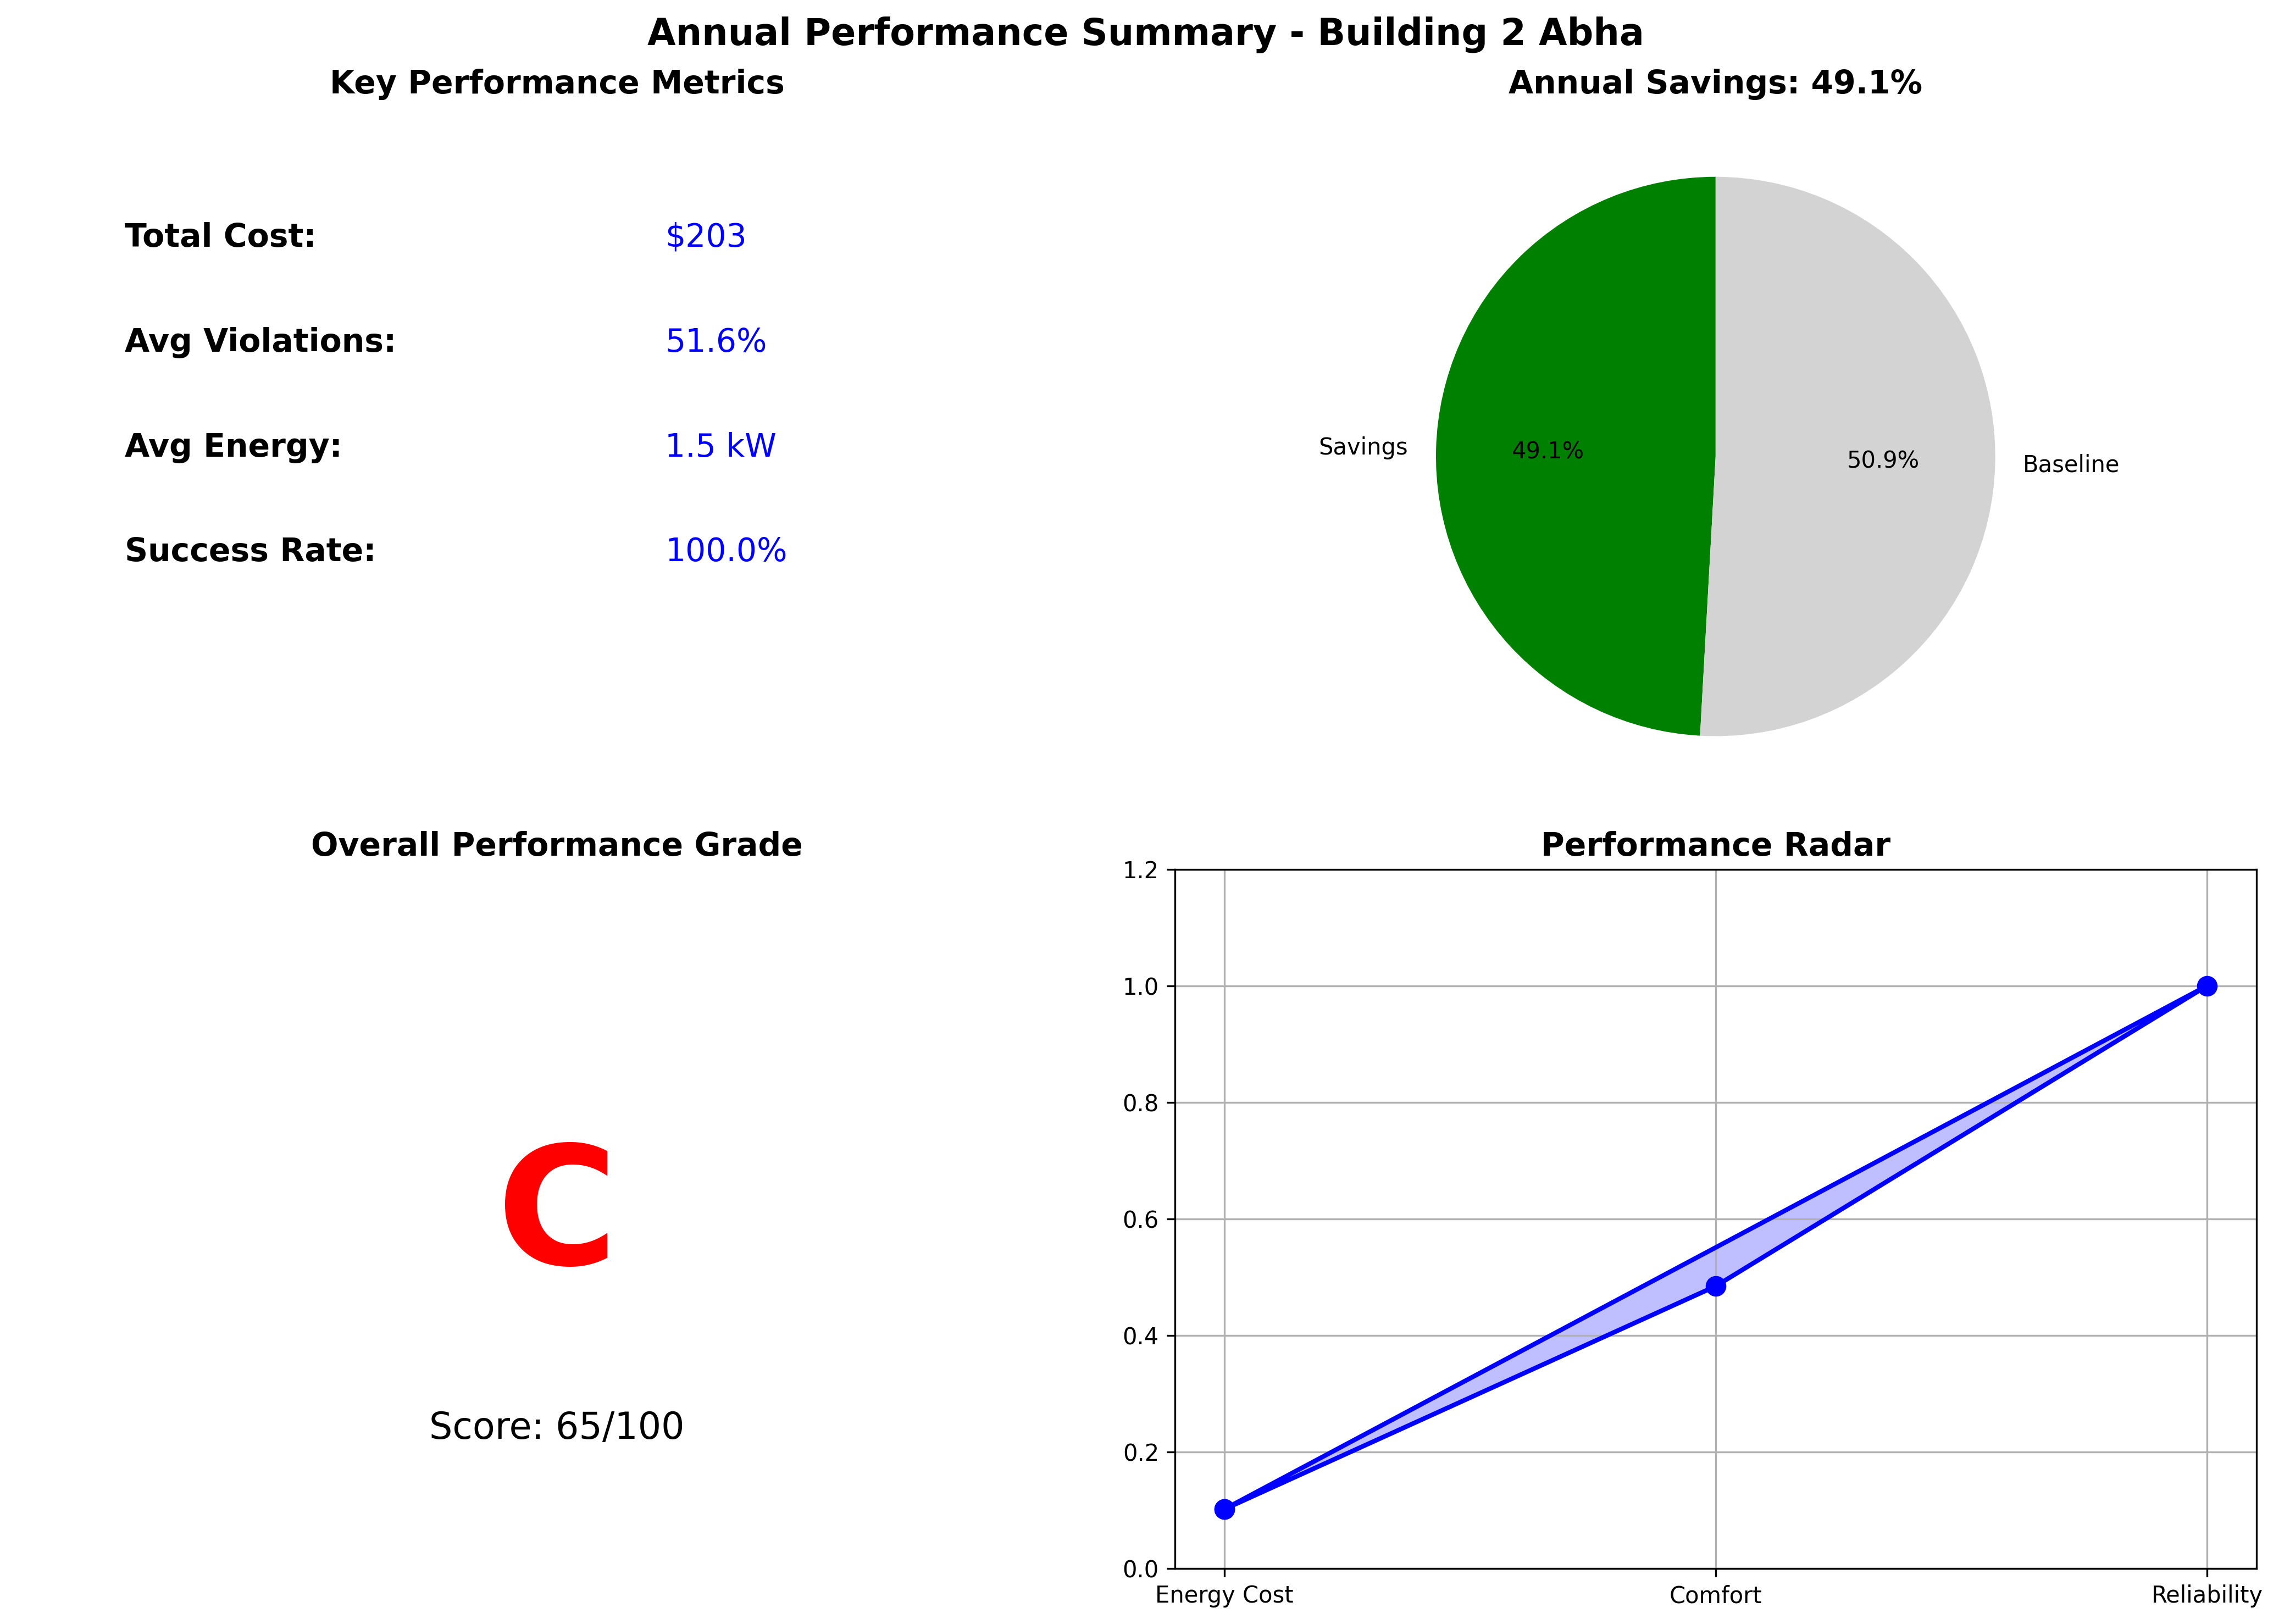 Annual Performance Summary - Building 2 Abha
Key Performance Metrics
Total Cost: $203
Avg Violations: 51.6%
Avg Energy: 1.5 kW
Success Rate: 100.0%
Annual Savings: 49.1%
Savings
49.1%
50.9%
Baseline
Overall Performance Grade
C
Score: 65/100
Performance Radar
1.2
1.0
0.8
0.6
0.4
0.2
0.0
Energy Cost
Comfort
Reliability